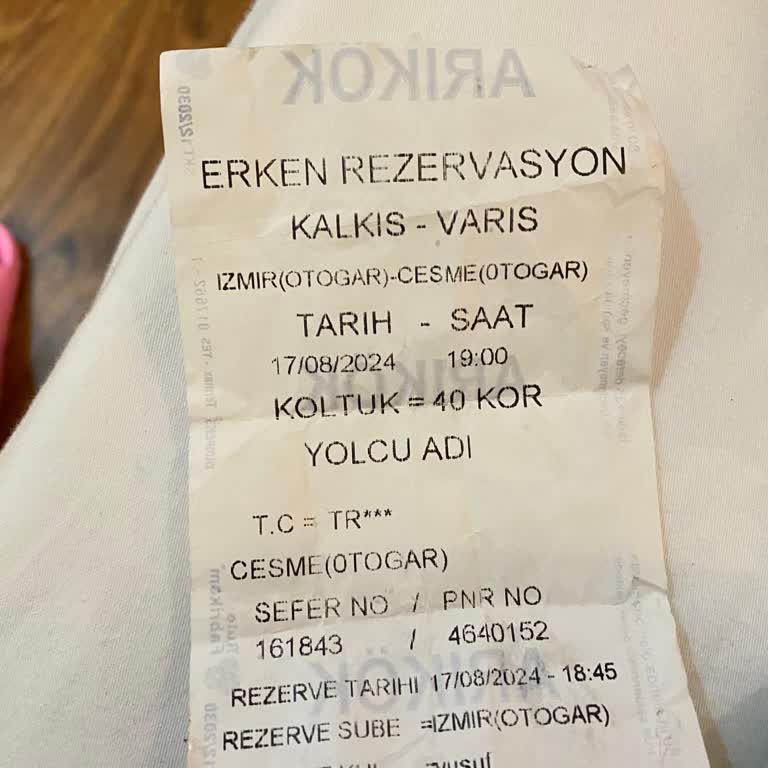 ARIKÖK
ERKEN REZERVASYON
KALKIS - VARIS
IZMIR(OTOGAR)-CESME(0TOGAR)
TARIH - SAAT
17/08/2024 19:00
KOLTUK = 40 KOR
YOLCU ADI
T.C = TR***
CESME(0TOGAR)
SEFER NO / PNR NO
161843 / 4640152
REZERVE TARIHI 17/08/2024 - 18:45
REZERVE SUBE =IZMIR(OTOGAR)
=yusuf